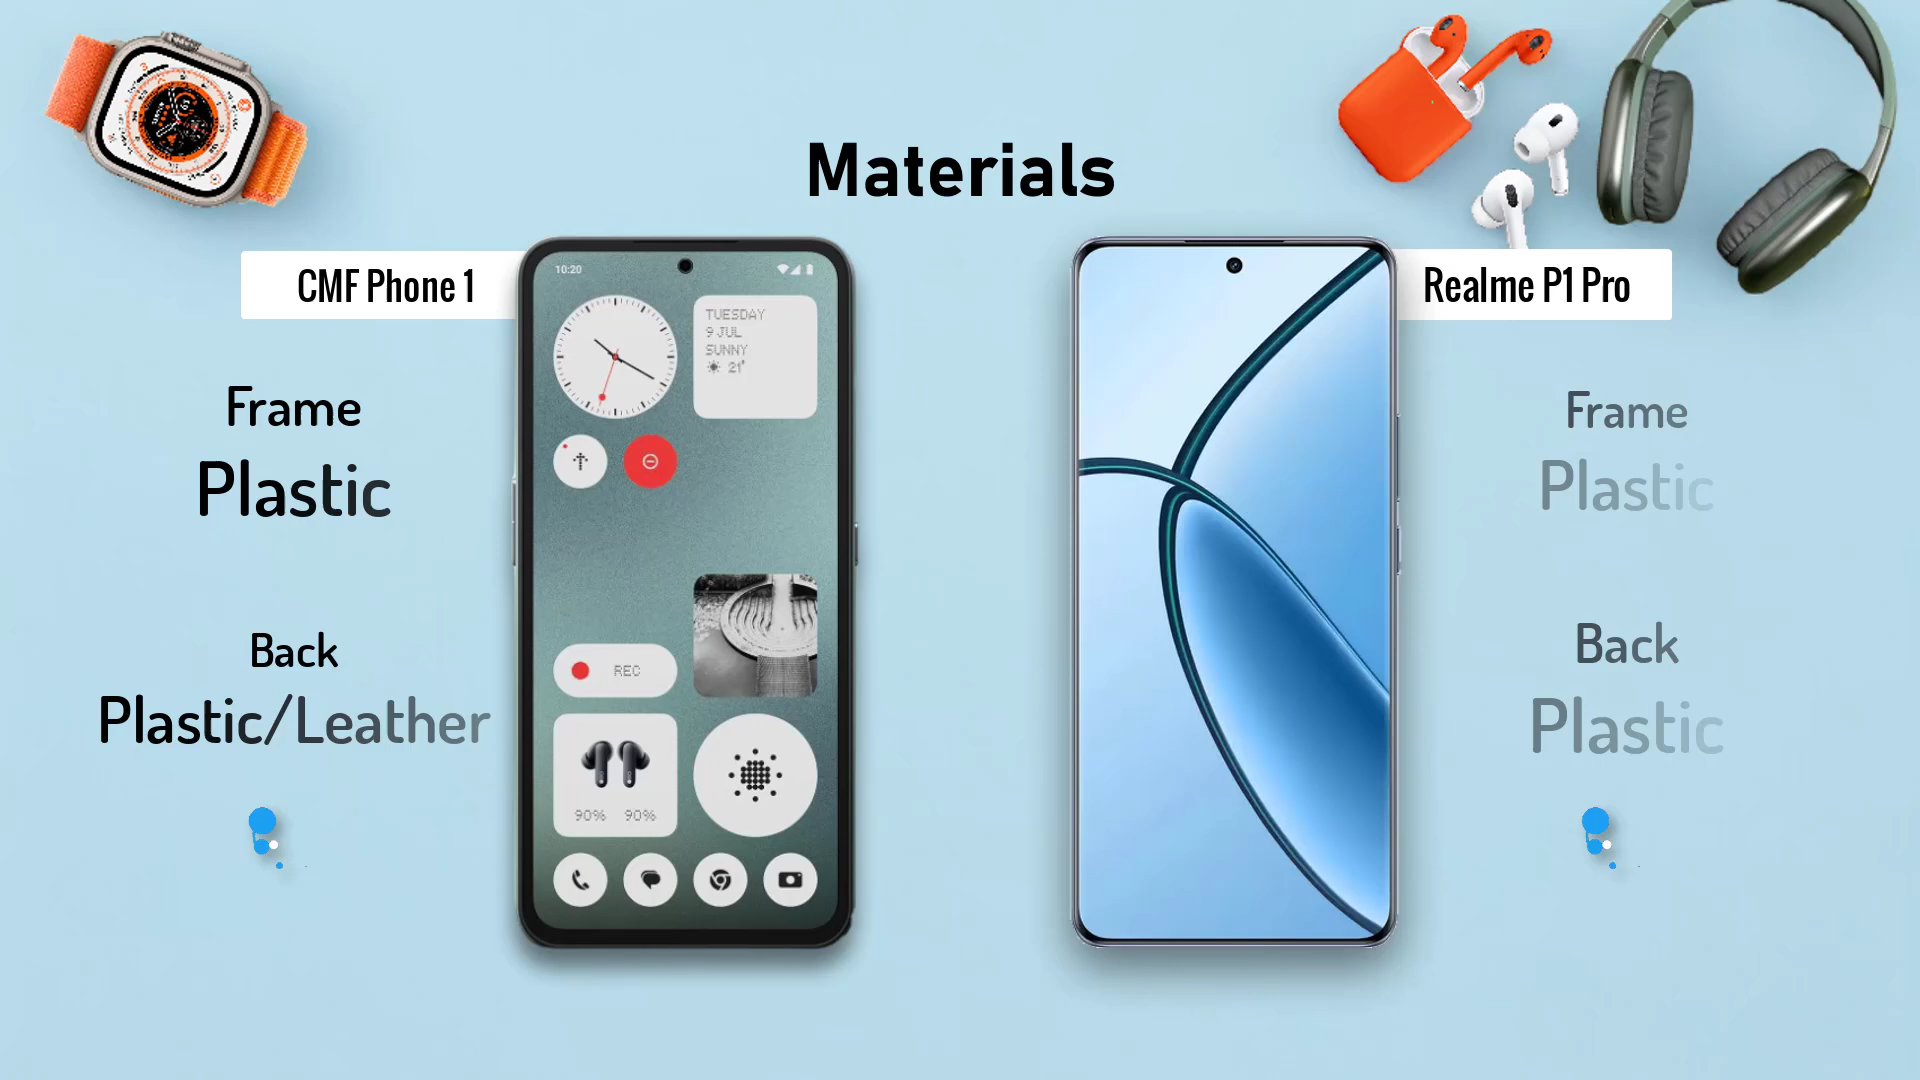 Materials
CMF Phone 1
Realme P1 Pro
Frame
Plastic
Back
Plastic/Leather
10:20
TUESDAY
9 JUL
SUNNY
21°
REC
90% 90%
Frame
Plastic
Back
Plastic